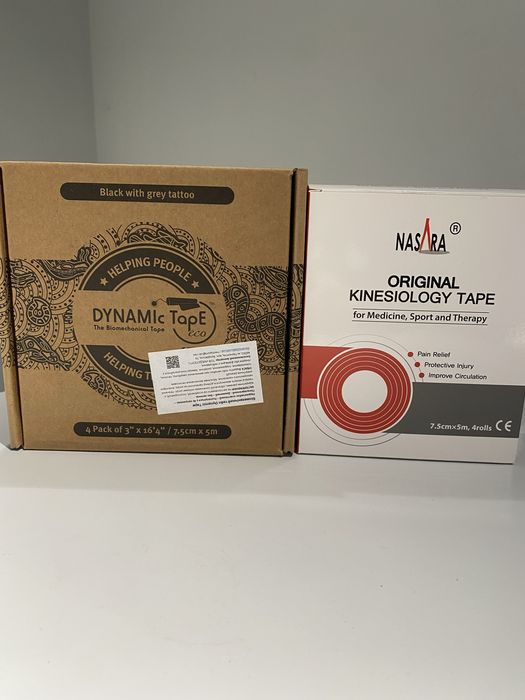 Black with grey tattoo
HELPING PEOPLE
DYNAMIc TapE
The Biomechanical Tape
eco
HELPING T
4 Pack of 3" x 16'4" / 7.5cm x 5m
NASARA®
ORIGINAL
KINESIOLOGY TAPE
for Medicine, Sport and Therapy
Pain Relief
Protective Injury
Improve Circulation
7.5cm×5m, 4rolls CE